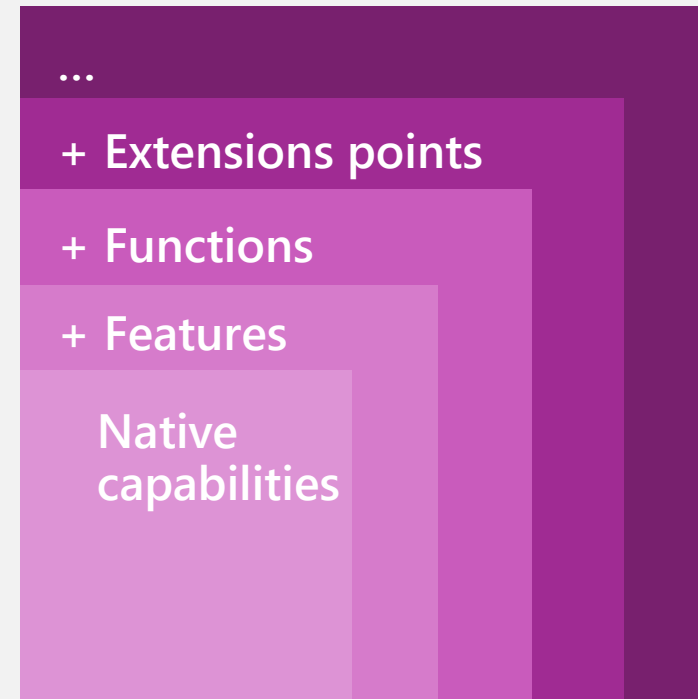 ...
+ Extensions points
+ Functions
+ Features
Native
capabilities